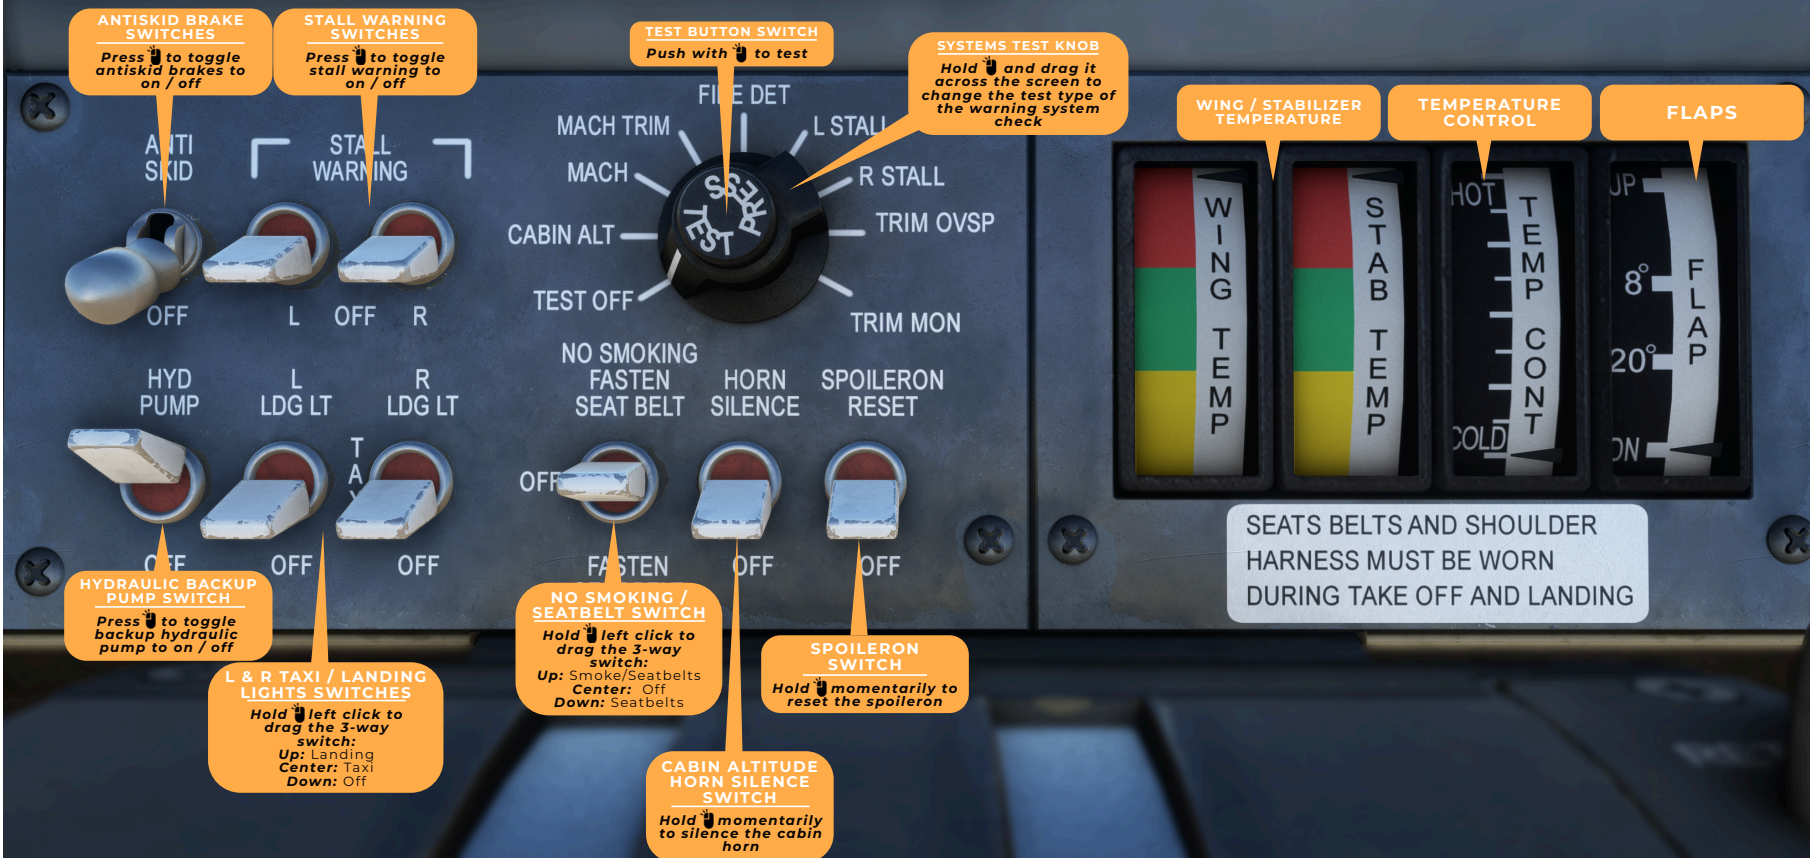 ANTISKID BRAKE
SWITCHES
Press to toggle
antiskid brakes to
on / off
STALL WARNING
SWITCHES
Press to toggle
stall warning to
on / off
TEST BUTTON SWITCH
Push with to test
SYSTEMS TEST KNOB
Hold and drag it
across the screen to
change the test type of
the warning system
check
WING / STABILIZER
TEMPERATURE
TEMPERATURE
CONTROL
FLAPS
ANTI
SKID
STALL
WARNING
FIRE DET
MACH TRIM
L STALL
MACH
R STALL
CABIN ALT
TRIM OVSP
TEST OFF
TRIM MON
PRESS
TEST
OFF
L
OFF
R
HYD
PUMP
L
LDG LT
R
LDG LT
TAX
NO SMOKING
FASTEN
SEAT BELT
HORN
SILENCE
SPOILERON
RESET
OFF
OFF
OFF
OFF
FASTEN
OFF
OFF
WING TEMP
STAB TEMP
HOT
TEMP CONT
COLD
UP
8°
20°
DN
FLAP
SEATS BELTS AND SHOULDER
HARNESS MUST BE WORN
DURING TAKE OFF AND LANDING
HYDRAULIC BACKUP
PUMP SWITCH
Press to toggle
backup hydraulic
pump to on / off
L & R TAXI / LANDING
LIGHTS SWITCHES
Hold left click to
drag the 3-way
switch:
Up: Landing
Center: Taxi
Down: Off
NO SMOKING /
SEATBELT SWITCH
Hold left click to
drag the 3-way
switch:
Up: Smoke/Seatbelts
Center: Off
Down: Seatbelts
CABIN ALTITUDE
HORN SILENCE
SWITCH
Hold momentarily
to silence the cabin
horn
SPOILERON
SWITCH
Hold momentarily to
reset the spoileron